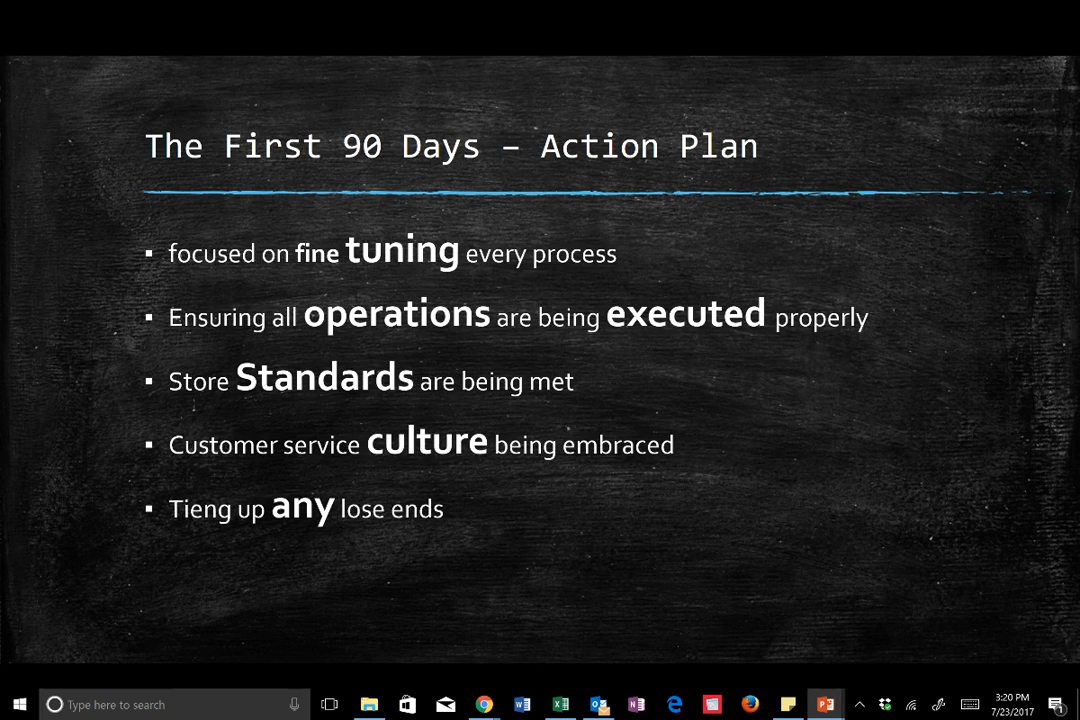 The First 90 Days – Action Plan
▪ focused on fine tuning every process
▪ Ensuring all operations are being executed properly
▪ Store Standards are being met
▪ Customer service culture being embraced
▪ Tieng up any lose ends
Type here to search
3:20 PM
7/23/2017